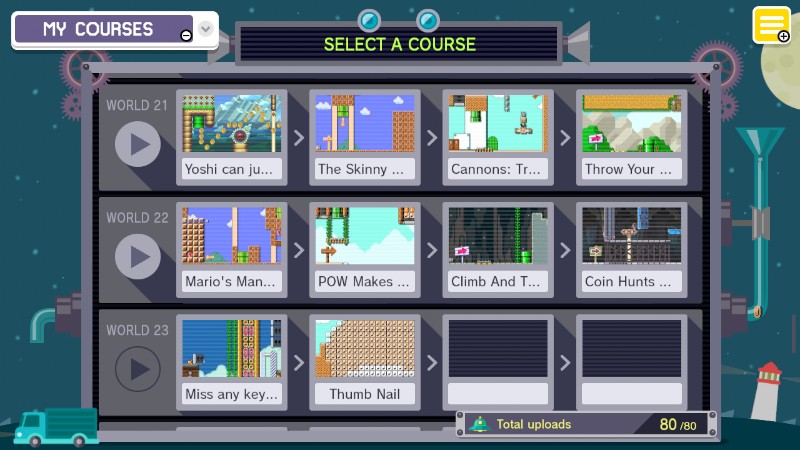 MY COURSES
SELECT A COURSE
WORLD 21
Yoshi can ju...
The Skinny ...
Cannons: Tr...
Throw Your ...
WORLD 22
Mario's Man...
POW Makes ...
Climb And T...
Coin Hunts ...
WORLD 23
Miss any key...
Thumb Nail
Total uploads
80 /80